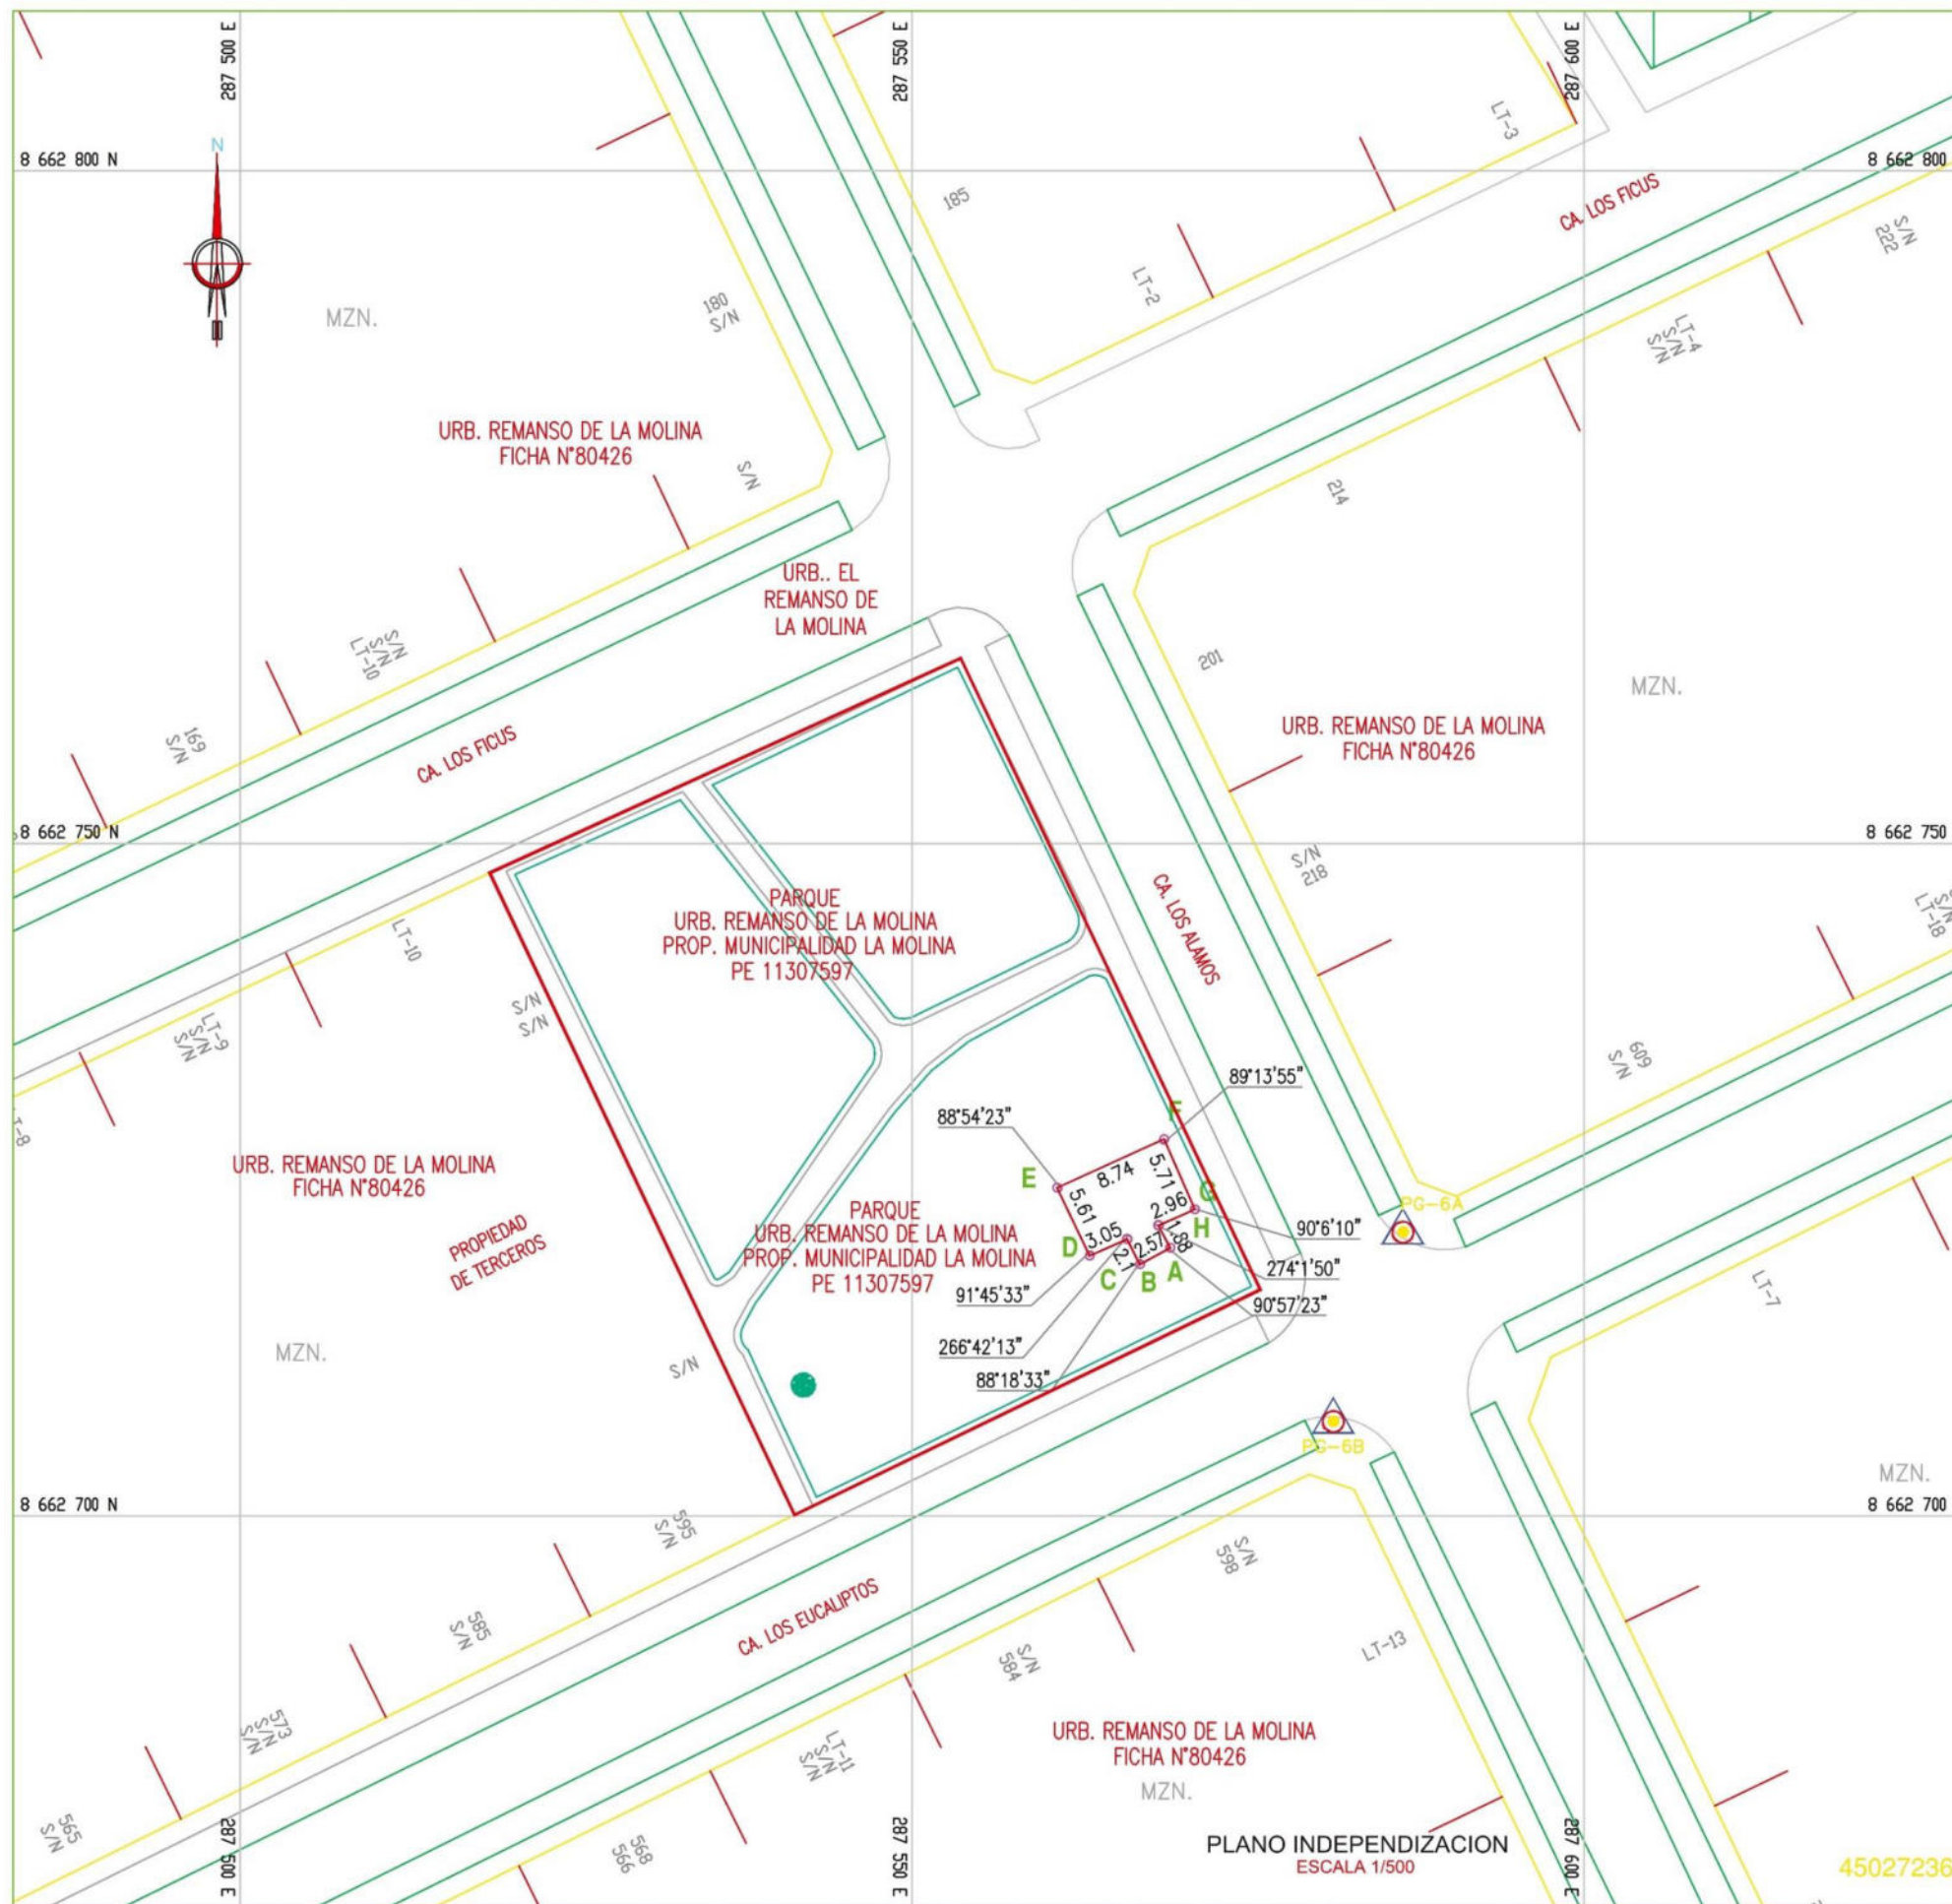 287 500 E
287 550 E
287 600 E
N
8 662 800 N
8 662 800
LT-3
185
CA. LOS FICUS
S/N
222
LT-2
180
S/N
MZN.
LT-4
S/N
S/N
URB. REMANSO DE LA MOLINA
FICHA N°80426
S/N
214
URB.. EL
REMANSO DE
LA MOLINA
S/N
S/N
LT-10
201
MZN.
169
S/N
CA. LOS FICUS
URB. REMANSO DE LA MOLINA
FICHA N°80426
8 662 750 N
8 662 750
S/N
218
CA. LOS ALAMOS
PARQUE
URB. REMANSO DE LA MOLINA
PROP. MUNICIPALIDAD LA MOLINA
PE 11307597
LT-10
LT-18
S/N
S/N
LT-9
S/N
S/N
609
S/N
89°13'55"
88°54'23"
F
LT-8
URB. REMANSO DE LA MOLINA
FICHA N°80426
E
8.74
5.71
G
5.61
2.96
H
PG-6A
PARQUE
URB. REMANSO DE LA MOLINA
PROP. MUNICIPALIDAD LA MOLINA
PE 11307597
PROPIEDAD
DE TERCEROS
D
3.05
2.1
2.57
1.88
90°6'10"
C
B
A
274°1'50"
91°45'33"
90°57'23"
LT-7
266°42'13"
MZN.
S/N
88°18'33"
PG-6B
MZN.
8 662 700 N
8 662 700
595
S/N
S/N
598
CA. LOS EUCALIPTOS
585
S/N
LT-13
S/N
584
573
S/N
S/N
LT-11
S/N
S/N
URB. REMANSO DE LA MOLINA
FICHA N°80426
MZN.
565
S/N
568
566
PLANO INDEPENDIZACION
ESCALA 1/500
45027236
287 500 E
287 550 E
287 600 E